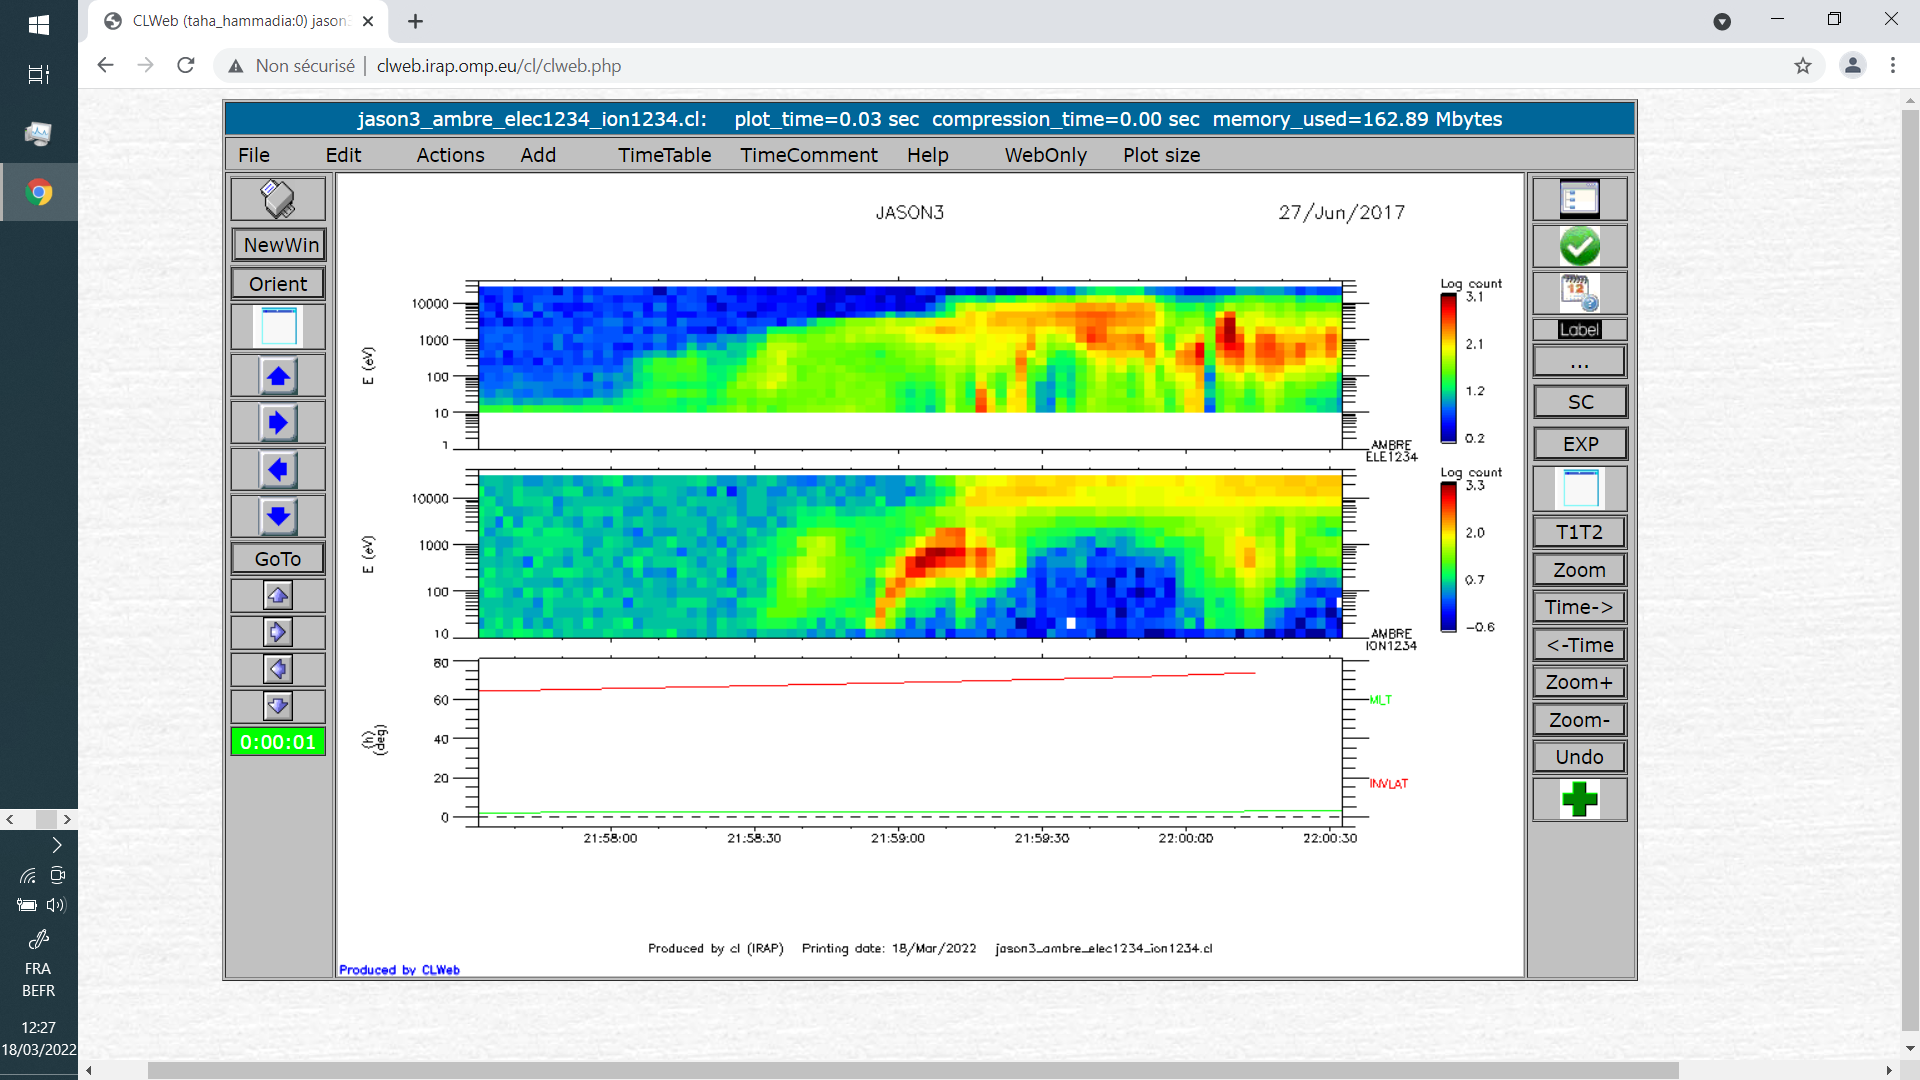 CLWeb (taha_hammadia:0) jason
Non sécurisé | clweb.irap.omp.eu/cl/clweb.php
jason3_ambre_elec1234_ion1234.cl: plot_time=0.03 sec compression_time=0.00 sec memory_used=162.89 Mbytes
File Edit Actions Add TimeTable TimeComment Help WebOnly Plot size
NewWin
Orient
GoTo
0:00:01
JASON3 27/Jun/2017
E (eV)
10000
1000
100
10
1
Log count
3.1
2.1
1.2
0.2
AMBRE
ELE1234
E (eV)
10000
1000
100
10
Log count
3.3
2.0
0.7
-0.6
AMBRE
ION1234
(h)
(deg)
80
60
40
20
0
MLT
INVLAT
21:58:00 21:58:30 21:59:00 21:59:30 22:00:00 22:00:30
Produced by cl (IRAP) Printing date: 18/Mar/2022 jason3_ambre_elec1234_ion1234.cl
Produced by CLWeb
12
Label
...
SC
EXP
T1T2
Zoom
Time->
<-Time
Zoom+
Zoom-
Undo
FRA
BEFR
12:27
18/03/2022